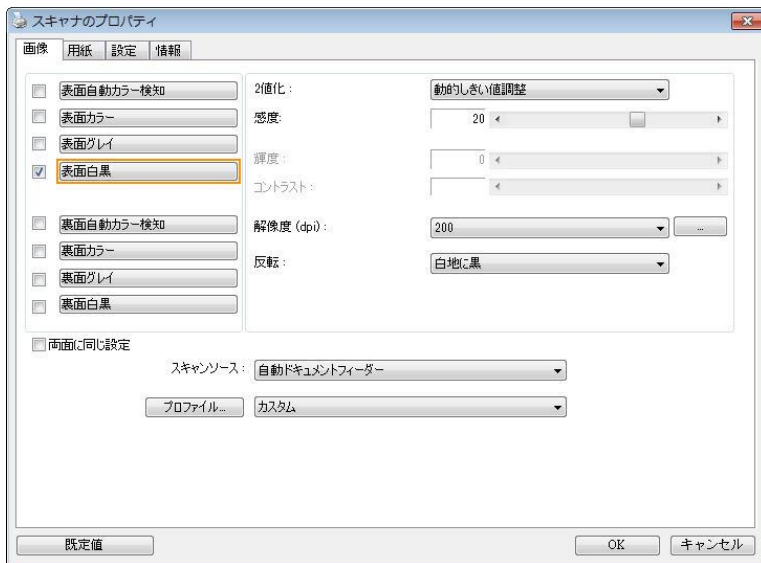 スキャナのプロパティ
画像 用紙 設定 情報
表面自動カラー検知
表面カラー
表面グレイ
表面白黒
裏面自動カラー検知
裏面カラー
裏面グレイ
裏面白黒
2値化： 動的しきい値調整
感度: 20
輝度： 0
コントラスト：
解像度 (dpi)： 200 ...
反転： 白地に黒
両面に同じ設定
スキャンソース： 自動ドキュメントフィーダー
プロファイル... カスタム
既定値 OK キャンセル